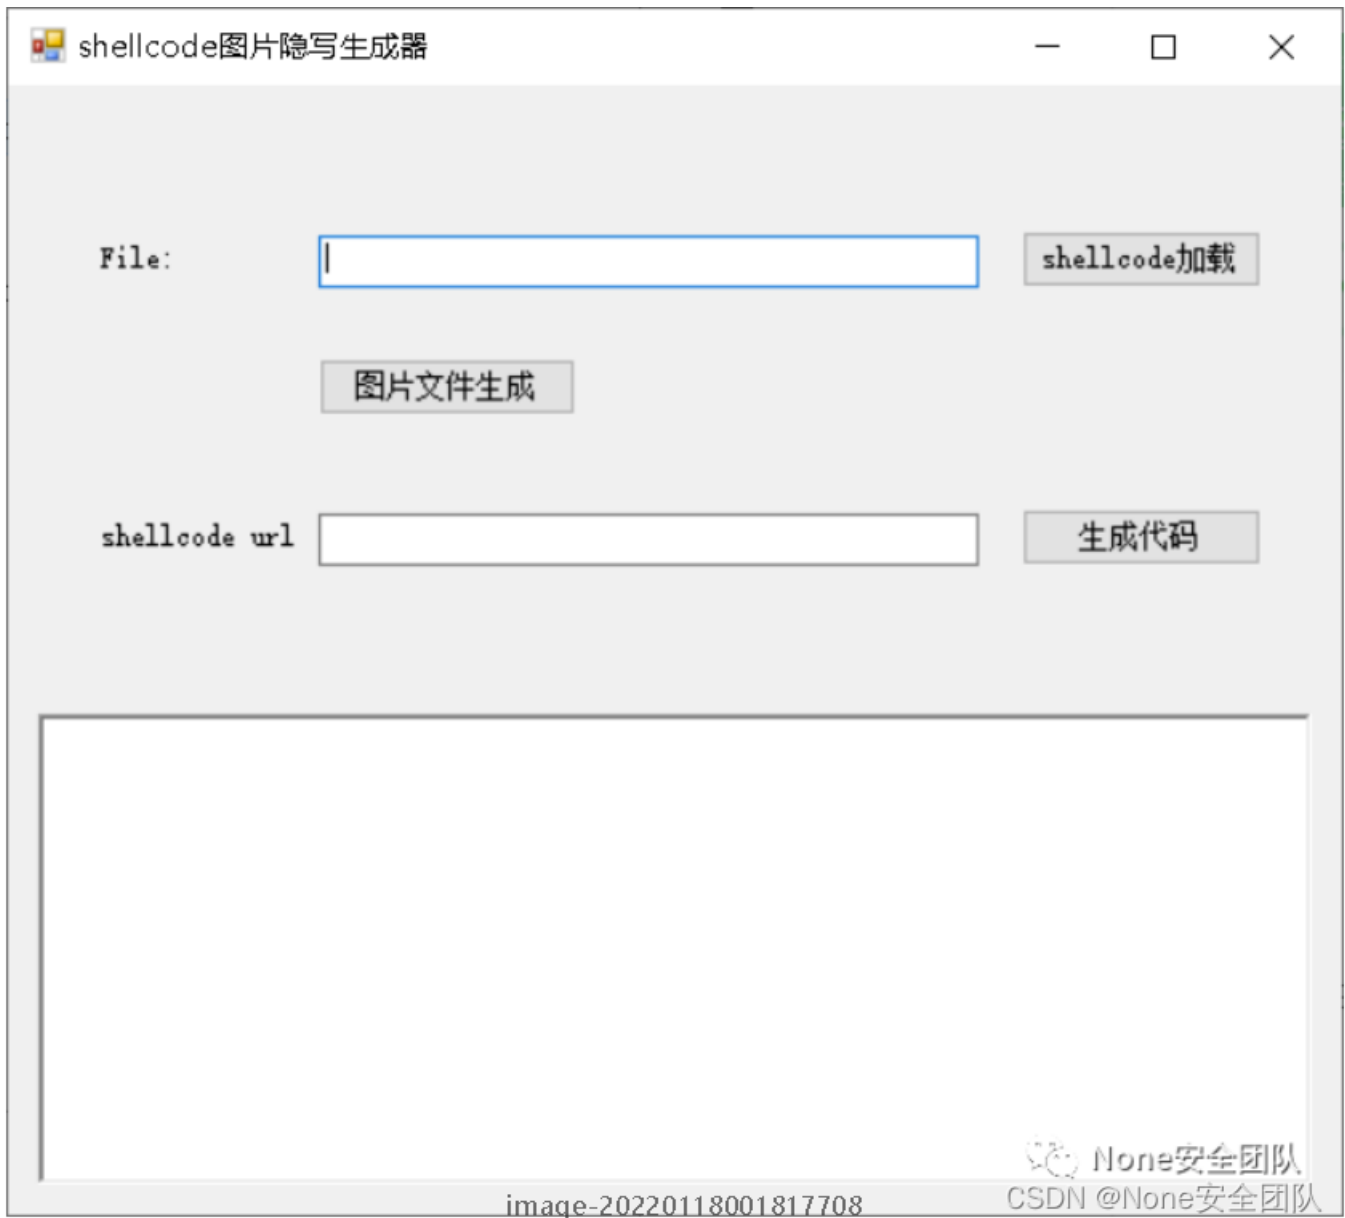 shellcode图片隐写生成器
File:
shellcode加载
图片文件生成
shellcode url
生成代码
None安全团队
CSDN @None安全团队
image-20220118001817708